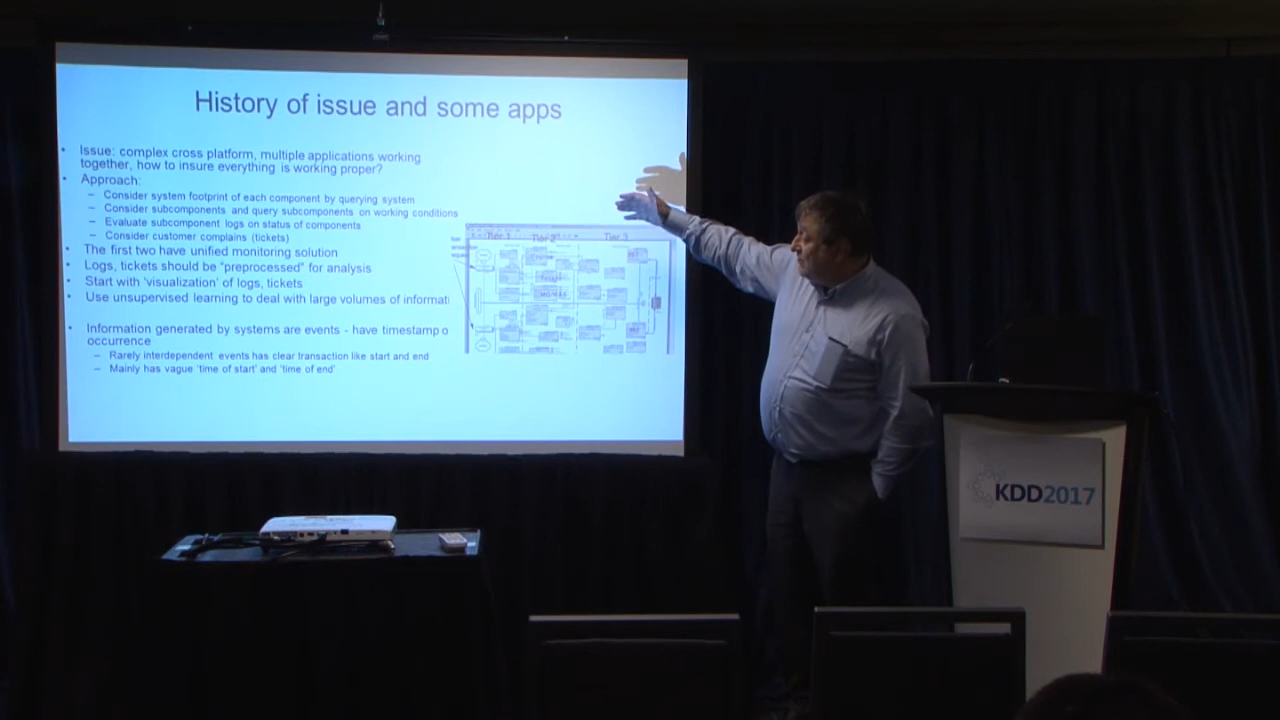 History of issue and some apps
• Issue: complex cross platform, multiple applications working
together, how to insure everything is working proper?
• Approach:
– Consider system footprint of each component by querying system
– Consider subcomponents and query subcomponents on working conditions
– Evaluate subcomponent logs on status of components
– Consider customer complains (tickets)
• The first two have unified monitoring solution
• Logs, tickets should be “preprocessed” for analysis
• Start with ‘visualization’ of logs, tickets
• Use unsupervised learning to deal with large volumes of informati
• Information generated by systems are events - have timestamp o
occurrence
– Rarely interdependent events has clear transaction like start and end
– Mainly has vague ‘time of start’ and ‘time of end’
Tier 1 Tier 2 Tier 3
KDD2017